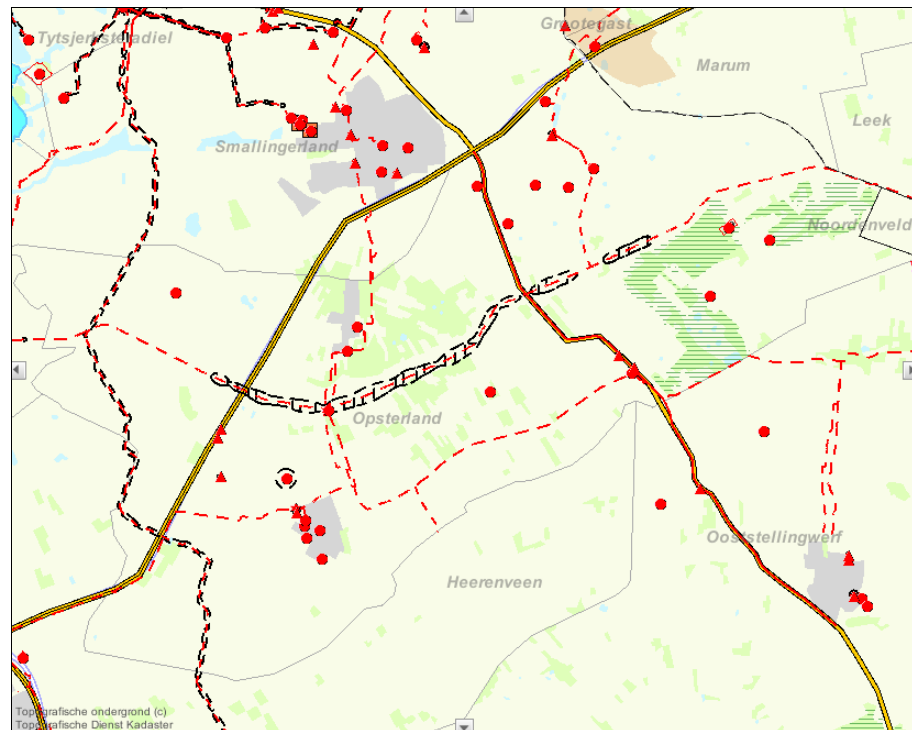 Tytsjerksteradiel
Grootegast
Marum
Leek
Smallingerland
Noordenveld
Opsterland
Ooststellingwerf
Heerenveen
Topografische ondergrond (c)
Topografische Dienst Kadaster